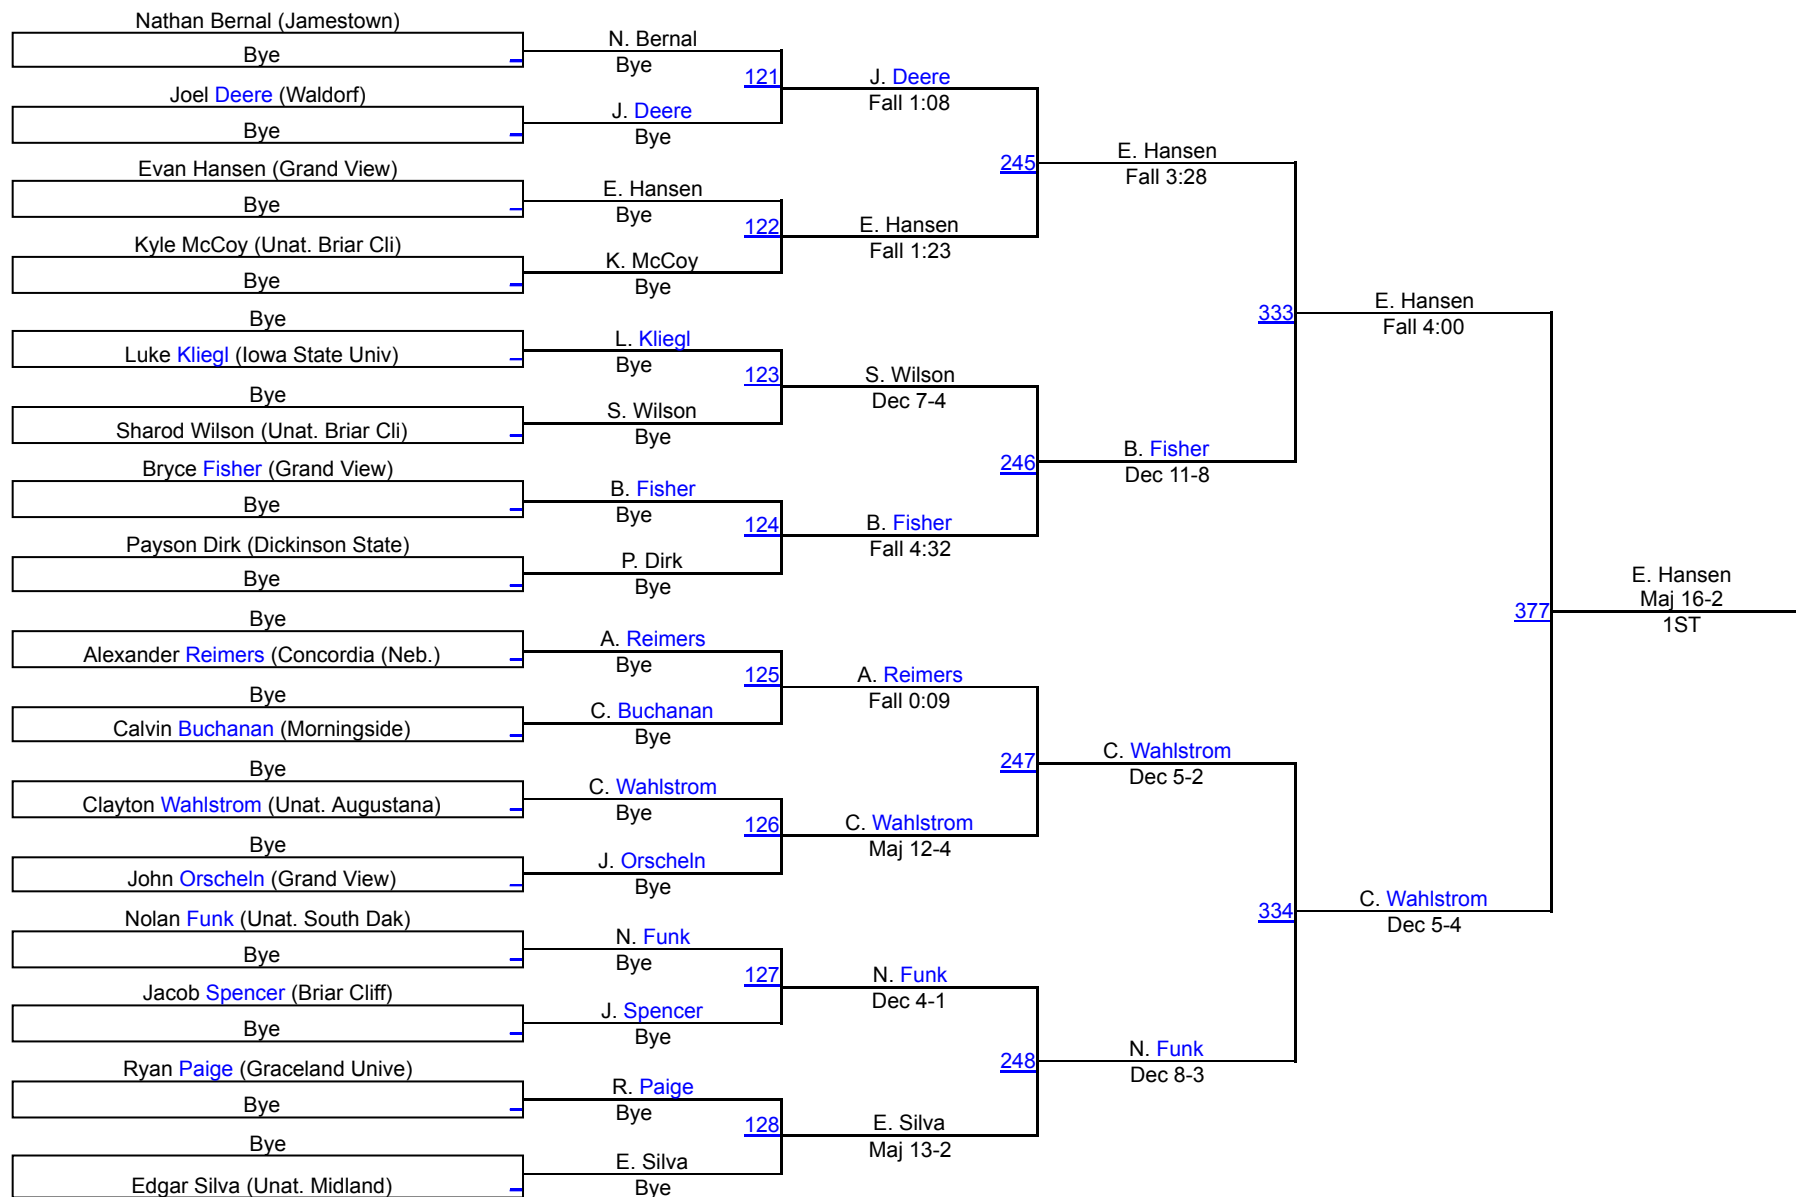 Nathan Bernal (Jamestown)
Bye
Joel Deere (Waldorf)
Bye
Evan Hansen (Grand View)
Bye
Kyle McCoy (Unat. Briar Cli)
Bye
Bye
Luke Kliegl (Iowa State Univ)
Bye
Sharod Wilson (Unat. Briar Cli)
Bryce Fisher (Grand View)
Bye
Payson Dirk (Dickinson State)
Bye
Bye
Alexander Reimers (Concordia (Neb.)
Bye
Calvin Buchanan (Morningside)
Bye
Clayton Wahlstrom (Unat. Augustana)
Bye
John Orscheln (Grand View)
Nolan Funk (Unat. South Dak)
Bye
Jacob Spencer (Briar Cliff)
Bye
Ryan Paige (Graceland Unive)
Bye
Bye
Edgar Silva (Unat. Midland)
N. Bernal
Bye
121
J. Deere
Bye
E. Hansen
Bye
122
K. McCoy
Bye
L. Kliegl
Bye
123
S. Wilson
Bye
B. Fisher
Bye
124
P. Dirk
Bye
A. Reimers
Bye
125
C. Buchanan
Bye
C. Wahlstrom
Bye
126
J. Orscheln
Bye
N. Funk
Bye
127
J. Spencer
Bye
R. Paige
Bye
128
E. Silva
Bye
J. Deere
Fall 1:08
245
E. Hansen
Fall 1:23
S. Wilson
Dec 7-4
246
B. Fisher
Fall 4:32
A. Reimers
Fall 0:09
247
C. Wahlstrom
Maj 12-4
N. Funk
Dec 4-1
248
E. Silva
Maj 13-2
E. Hansen
Fall 3:28
333
B. Fisher
Dec 11-8
C. Wahlstrom
Dec 5-2
334
N. Funk
Dec 8-3
E. Hansen
Fall 4:00
377
C. Wahlstrom
Dec 5-4
E. Hansen
Maj 16-2
1ST